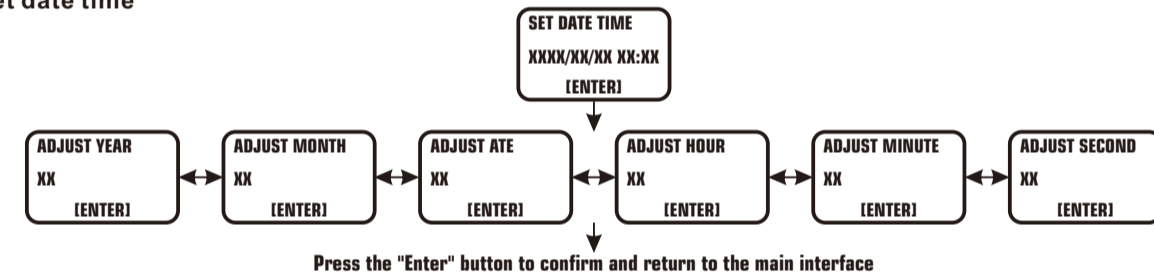 et date time
SET DATE TIME
XXXX/XX/XX XX:XX
[ENTER]
ADJUST YEAR
XX
[ENTER]
ADJUST MONTH
XX
[ENTER]
ADJUST ATE
XX
[ENTER]
ADJUST HOUR
XX
[ENTER]
ADJUST MINUTE
XX
[ENTER]
ADJUST SECOND
XX
[ENTER]
Press the "Enter" button to confirm and return to the main interface